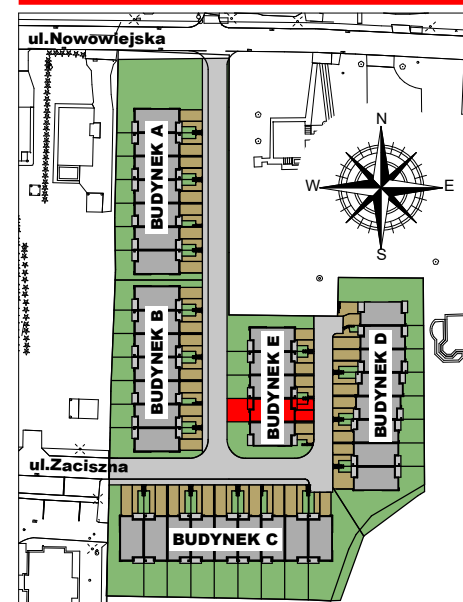 ul.Nowowiejska
N
W E
S
BUDYNEK A
BUDYNEK B
BUDYNEK E
BUDYNEK D
ul.Zaciszna
BUDYNEK C